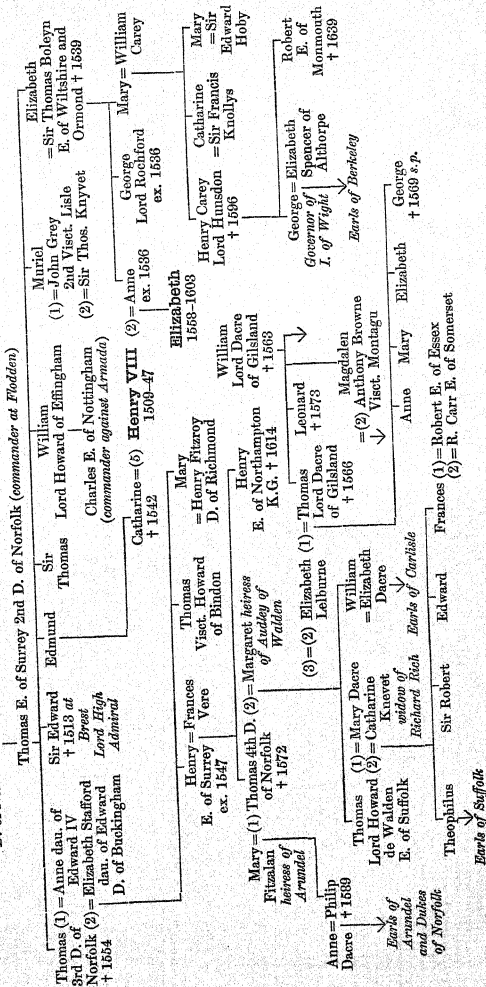 Thomas E. of Surrey 2nd D. of Norfolk (commander at Flodden)
Thomas (1) = Anne dau. of
3rd D. of Edward IV
Norfolk (2) = Elizabeth Stafford
† 1554 dau. of Edward
D. of Buckingham
Sir Edward
† 1513 at
Brest
Lord High
Admiral
Edmund
Sir
Thomas
William
Lord Howard of Effingham
Charles E. of Nottingham
(commander against Armada)
Muriel
(1) = John Grey
2nd Visct. Lisle
(2) = Sir Thos. Knyvet
Elizabeth
= Sir Thomas Boleyn
E. of Wiltshire and
Ormond † 1539
Catharine = (5) Henry VIII (2) = Anne
† 1542 1509–47 ex. 1536
Elizabeth
1558–1603
George
Lord Rochford
ex. 1536
Mary = William
Carey
Henry = Frances
E. of Surrey Vere
ex. 1547
Thomas
Visct. Howard
of Bindon
Mary
= Henry Fitzroy
D. of Richmond
Henry Carey
Lord Hunsdon
† 1596
Catharine
= Sir Francis
Knollys
Mary
= Sir
Edward
Hoby
Mary = (1) Thomas 4th D. (2) = Margaret heiress
Fitzalan of Norfolk of Audley of
heiress of † 1572 Walden
Arundel
(3) = (2) Elizabeth (1) = Thomas
Lelburne Lord Dacre
of Gilsland
† 1566
Henry
E. of Northampton
K.G. † 1614
William
Lord Dacre
of Gilsland
† 1563
Leonard
† 1573
Magdalen
= (2) Anthony Browne
Visct. Montagu
George = Elizabeth
Governor of Spencer of
I. of Wight Althorpe
Earls of Berkeley
Robert
E. of
Monmouth
† 1639
Anne = Philip
Dacre † 1589
Earls of
Arundel
and Dukes
of Norfolk
Thomas (1) = Mary Dacre
Lord Howard (2) = Catharine
de Walden Knevet
E. of Suffolk widow of
Richard Rich
William
= Elizabeth
Dacre
Earls of Carlisle
Anne
Mary
Elizabeth
George
† 1569 s.p.
Theophilus
Earls of Suffolk
Sir Robert
Edward
Frances (1) = Robert E. of Essex
(2) = R. Carr E. of Somerset